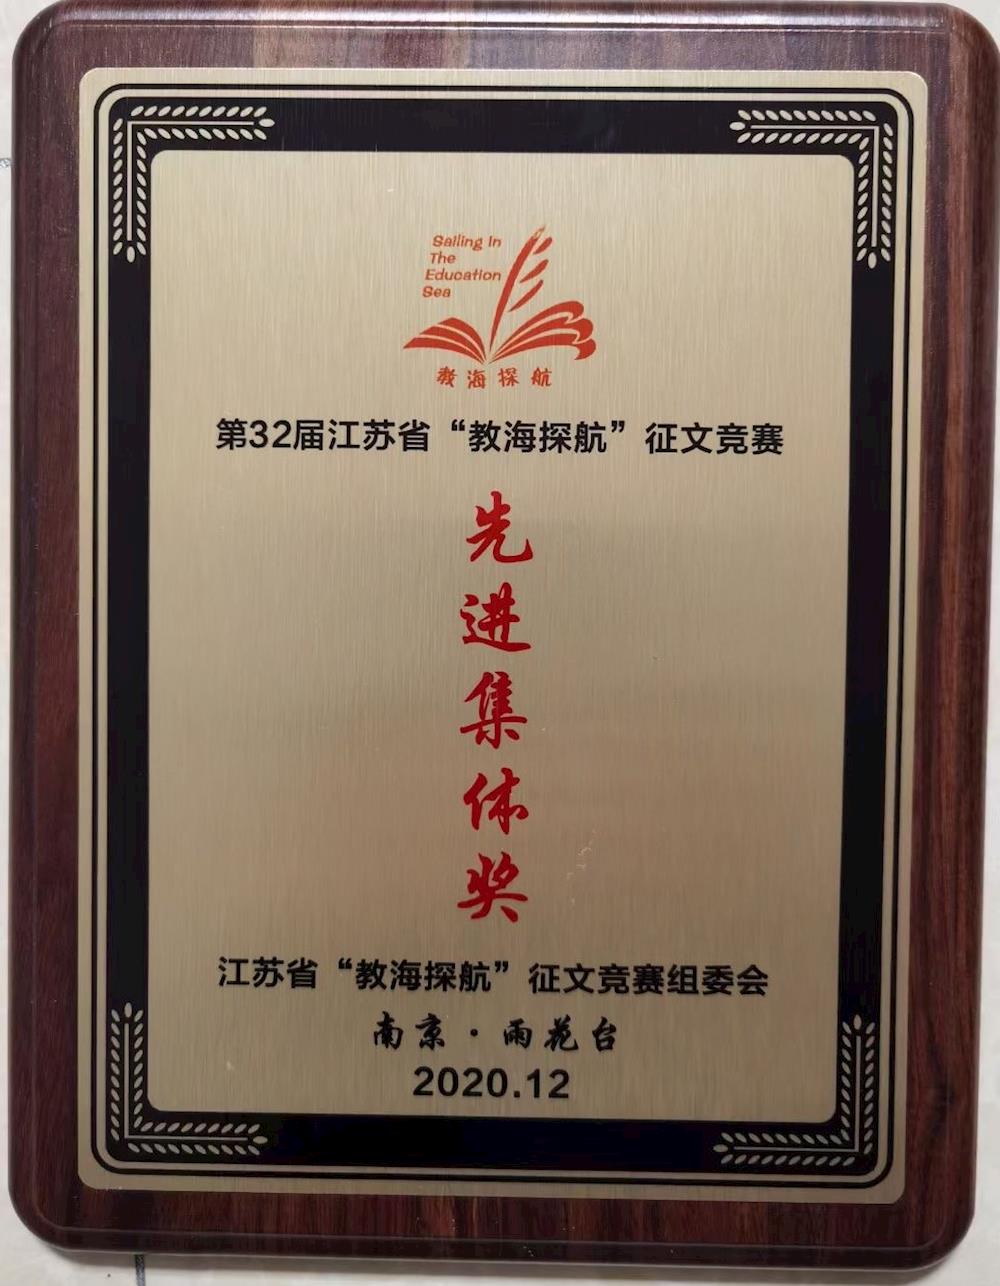 Sailing In
The
Education
Sea
教海探航
第32届江苏省“教海探航”征文竞赛
先
进
集
体
奖
江苏省“教海探航”征文竞赛组委会
南京·雨花台
2020.12